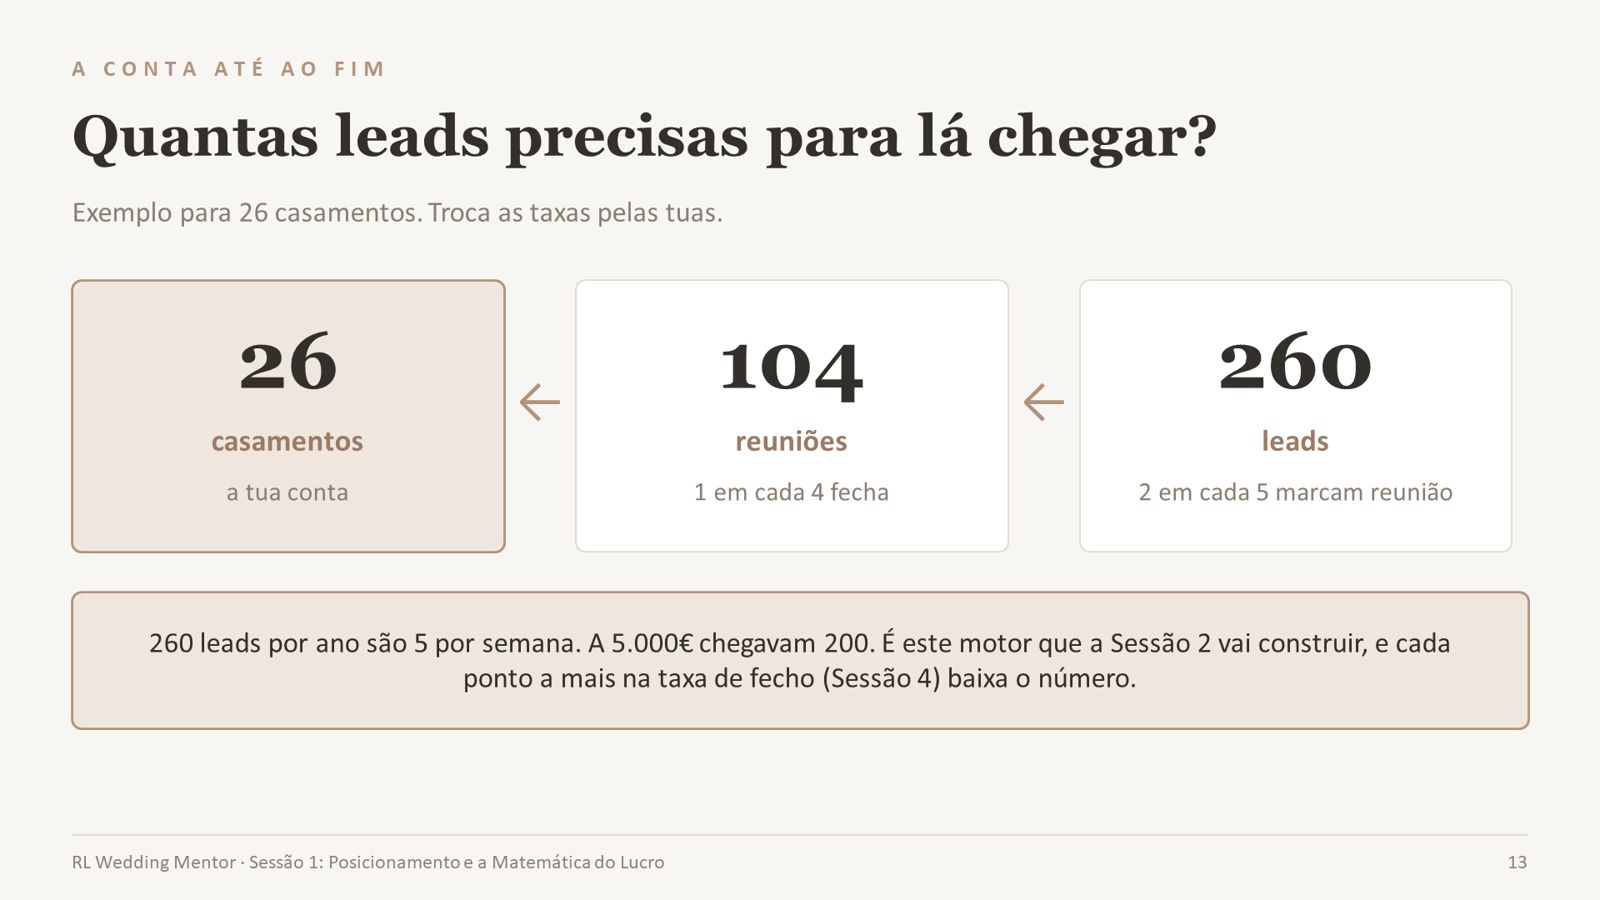 A CONTA ATÉ AO FIM
Quantas leads precisas para lá chegar?
Exemplo para 26 casamentos. Troca as taxas pelas tuas.
26
casamentos
a tua conta
←
104
reuniões
1 em cada 4 fecha
←
260
leads
2 em cada 5 marcam reunião
260 leads por ano são 5 por semana. A 5.000€ chegavam 200. É este motor que a Sessão 2 vai construir, e cada
ponto a mais na taxa de fecho (Sessão 4) baixa o número.
RL Wedding Mentor · Sessão 1: Posicionamento e a Matemática do Lucro
13